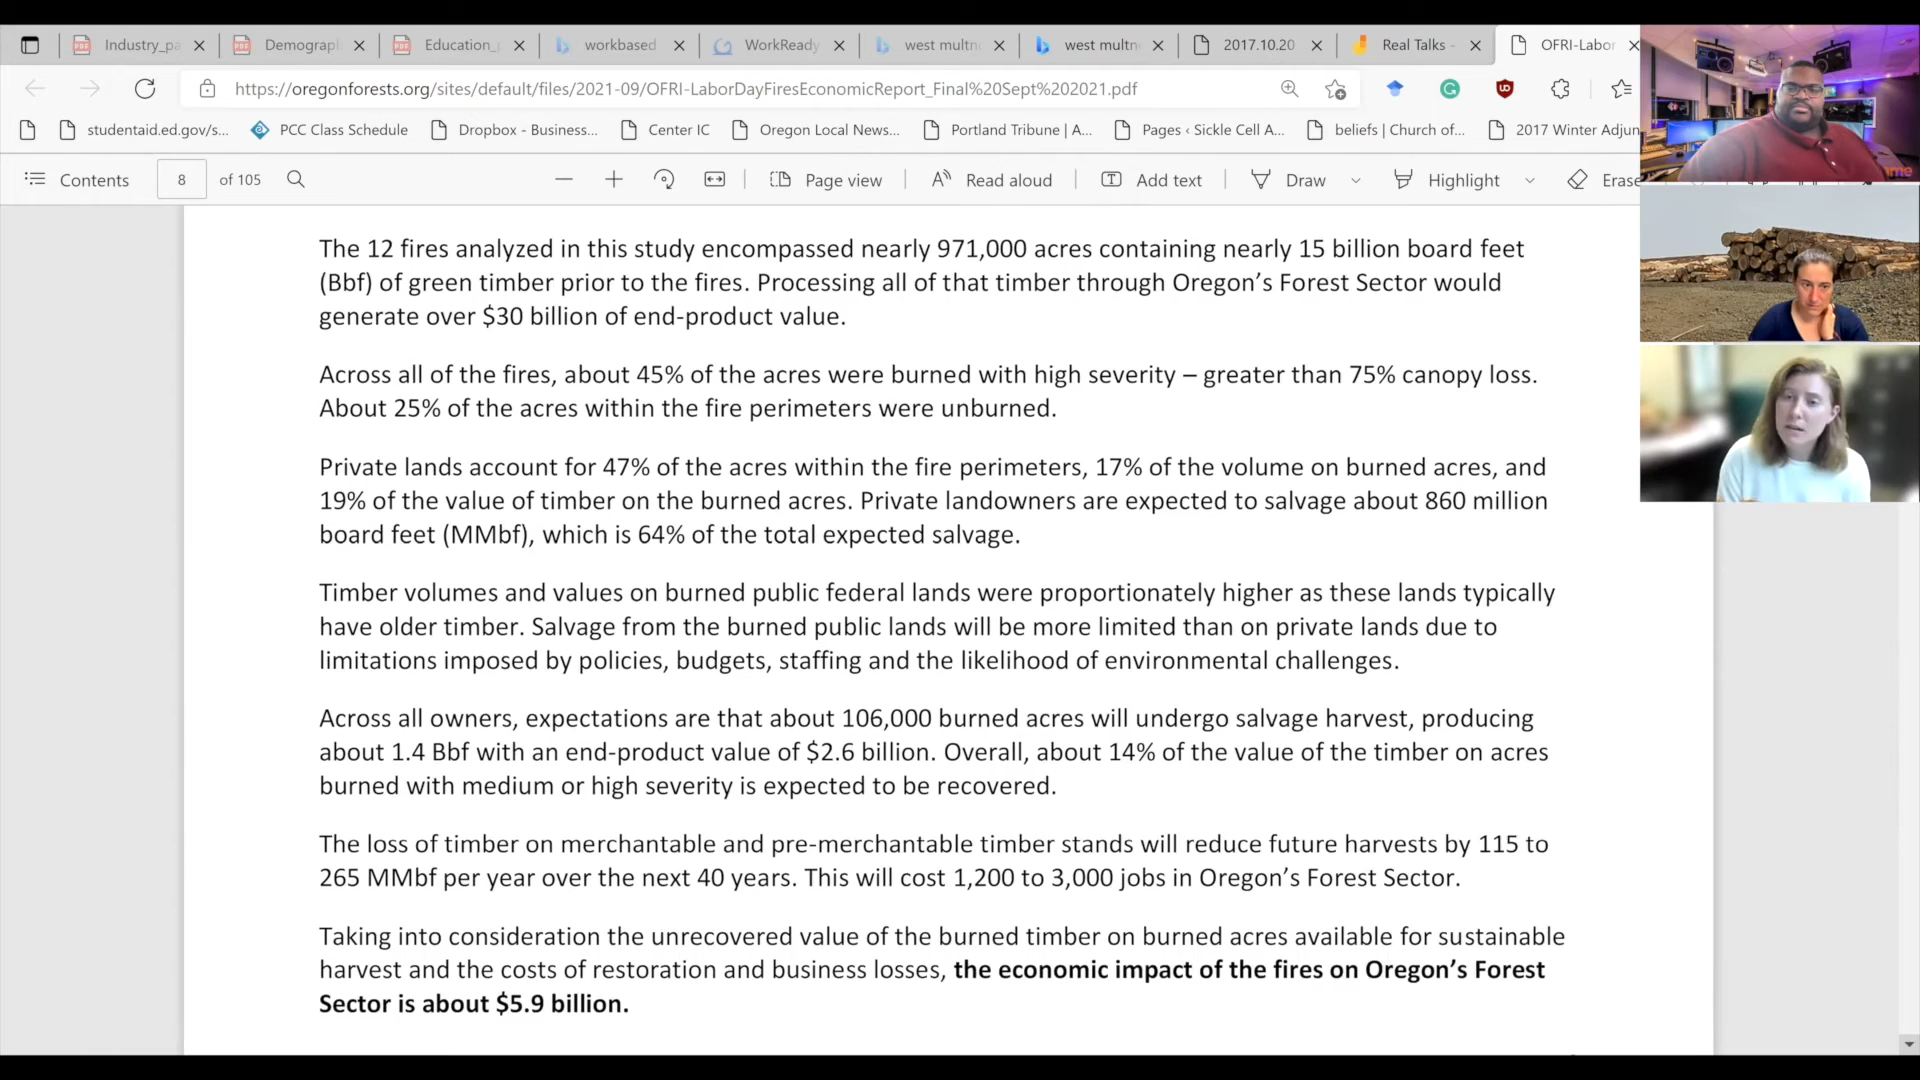 Industry_pa
Demograpl
Education_
workbased
WorkReady
west multn
west multn
2017.10.20
Real Talks -
OFRI-Labor
https://oregonforests.org/sites/default/files/2021-09/OFRI-LaborDayFiresEconomicReport_Final%20Sept%202021.pdf
studentaid.ed.gov/s...
PCC Class Schedule
Dropbox - Business...
Center IC
Oregon Local News...
Portland Tribune | A...
Pages ‹ Sickle Cell A...
beliefs | Church of...
2017 Winter Adjun
Contents
8
of 105
Page view
Read aloud
Add text
Draw
Highlight
Erase
The 12 fires analyzed in this study encompassed nearly 971,000 acres containing nearly 15 billion board feet
(Bbf) of green timber prior to the fires. Processing all of that timber through Oregon’s Forest Sector would
generate over $30 billion of end-product value.
Across all of the fires, about 45% of the acres were burned with high severity – greater than 75% canopy loss.
About 25% of the acres within the fire perimeters were unburned.
Private lands account for 47% of the acres within the fire perimeters, 17% of the volume on burned acres, and
19% of the value of timber on the burned acres. Private landowners are expected to salvage about 860 million
board feet (MMbf), which is 64% of the total expected salvage.
Timber volumes and values on burned public federal lands were proportionately higher as these lands typically
have older timber. Salvage from the burned public lands will be more limited than on private lands due to
limitations imposed by policies, budgets, staffing and the likelihood of environmental challenges.
Across all owners, expectations are that about 106,000 burned acres will undergo salvage harvest, producing
about 1.4 Bbf with an end-product value of $2.6 billion. Overall, about 14% of the value of the timber on acres
burned with medium or high severity is expected to be recovered.
The loss of timber on merchantable and pre-merchantable timber stands will reduce future harvests by 115 to
265 MMbf per year over the next 40 years. This will cost 1,200 to 3,000 jobs in Oregon’s Forest Sector.
Taking into consideration the unrecovered value of the burned timber on burned acres available for sustainable
harvest and the costs of restoration and business losses, the economic impact of the fires on Oregon’s Forest
Sector is about $5.9 billion.